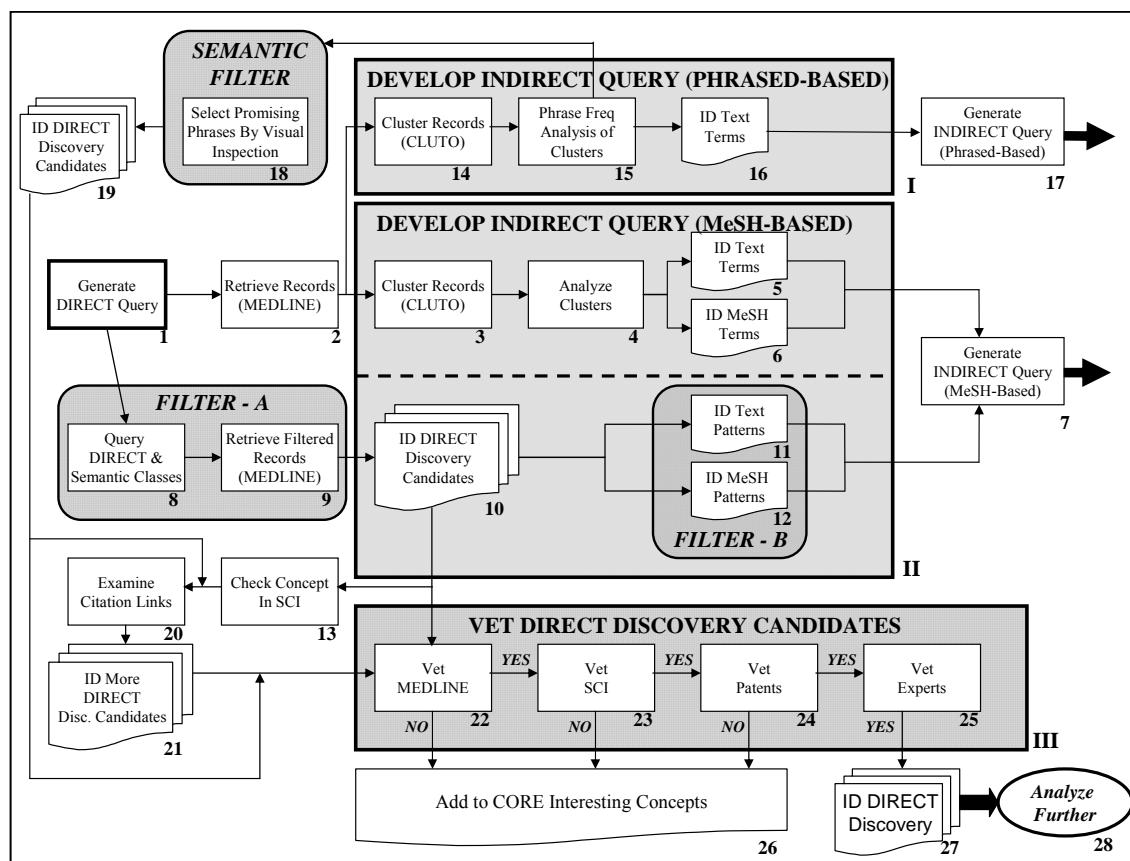 SEMANTIC
FILTER
Select Promising
Phrases By Visual
Inspection
18
ID DIRECT
Discovery
Candidates
19
DEVELOP INDIRECT QUERY (PHRASED-BASED)
Cluster Records
(CLUTO)
14
Phrase Freq
Analysis of
Clusters
15
ID Text
Terms
16
I
Generate
INDIRECT Query
(Phrased-Based)
17
DEVELOP INDIRECT QUERY (MeSH-BASED)
Generate
DIRECT Query
1
Retrieve Records
(MEDLINE)
2
Cluster Records
(CLUTO)
3
Analyze
Clusters
4
ID Text
Terms
5
ID MeSH
Terms
6
Generate
INDIRECT Query
(MeSH-Based)
7
FILTER - A
Query
DIRECT &
Semantic Classes
8
Retrieve Filtered
Records
(MEDLINE)
9
ID DIRECT
Discovery
Candidates
10
ID Text
Patterns
11
ID MeSH
Patterns
12
FILTER - B
II
Examine
Citation Links
20
Check Concept
In SCI
13
ID More
DIRECT
Disc. Candidates
21
VET DIRECT DISCOVERY CANDIDATES
Vet
MEDLINE
22
YES
NO
Vet
SCI
23
YES
NO
Vet
Patents
24
YES
NO
Vet
Experts
25
YES
III
Add to CORE Interesting Concepts
26
ID DIRECT
Discovery
27
Analyze
Further
28